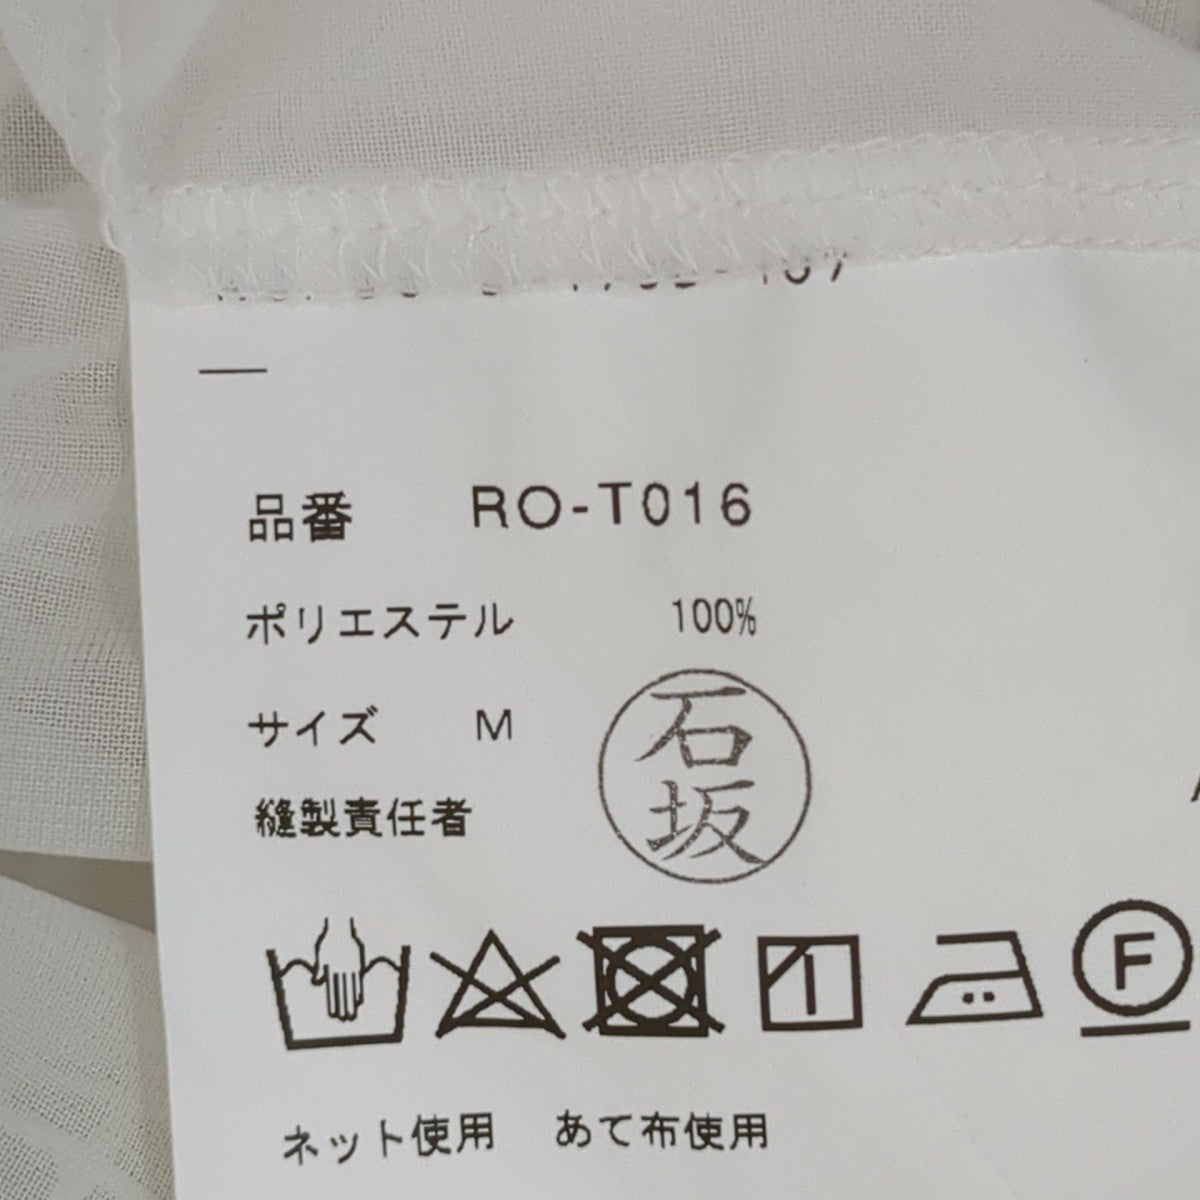 品番 RO-T016
ポリエステル 100%
サイズ M
縫製責任者 石坂
F
ネット使用 あて布使用